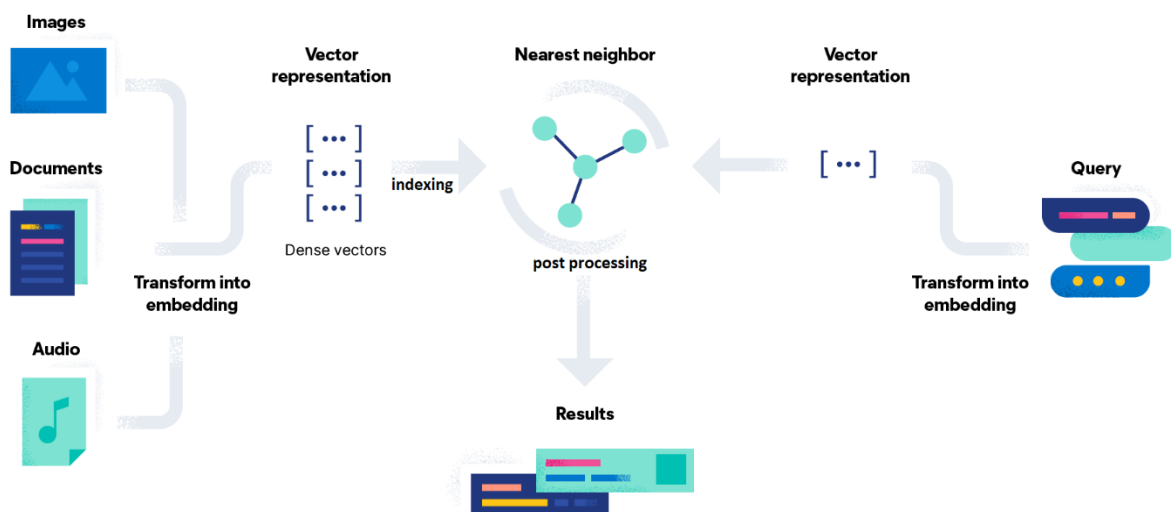 Images
Documents
Audio
Transform into
embedding
Vector
representation
[•••]
[•••]
[•••]
Dense vectors
indexing
Nearest neighbor
post processing
Results
Vector
representation
[•••]
Query
Transform into
embedding